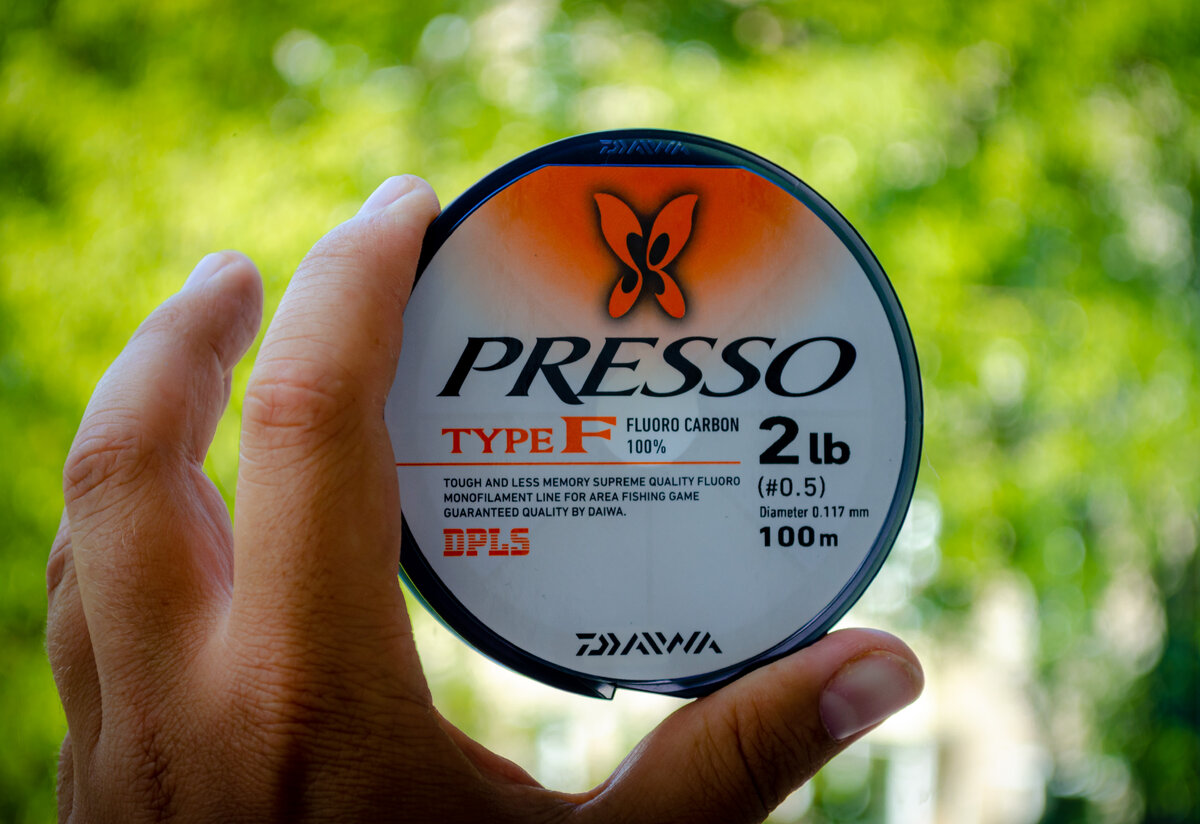 DAIWA
PRESSO
TYPE F FLUORO CARBON
100%
2 lb
(#0.5)
Diameter 0.117 mm
100m
TOUGH AND LESS MEMORY SUPREME QUALITY FLUORO
MONOFILAMENT LINE FOR AREA FISHING GAME
GUARANTEED QUALITY BY DAIWA.
DPLS
DAIWA